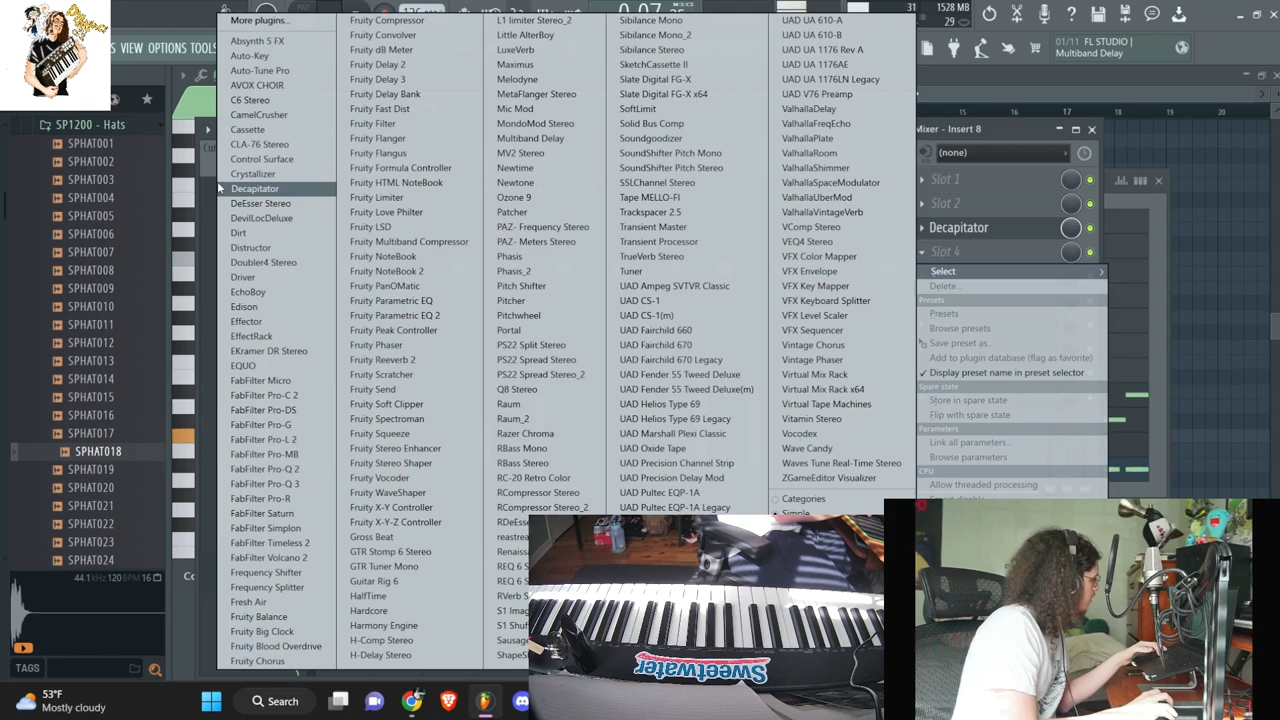 VIEW OPTIONS TOOLS
1528 MB
29
31
01/11 FL STUDIO |
Multiband Delay
SP1200 - Hats
SPHAT001
SPHAT002
SPHAT003
SPHAT004
SPHAT005
SPHAT006
SPHAT007
SPHAT008
SPHAT009
SPHAT010
SPHAT011
SPHAT012
SPHAT013
SPHAT014
SPHAT015
SPHAT016
SPHAT017
SPHAT018
SPHAT019
SPHAT020
SPHAT021
SPHAT022
SPHAT023
SPHAT024
44.1kHz 120 BPM 16
TAGS
More plugins...
Absynth 5 FX
Auto-Key
Auto-Tune Pro
AVOX CHOIR
C6 Stereo
CamelCrusher
Cassette
CLA-76 Stereo
Control Surface
Crystallizer
Decapitator
DeEsser Stereo
DevilLocDeluxe
Dirt
Distructor
Doubler4 Stereo
Driver
EchoBoy
Edison
Effector
EffectRack
EKramer DR Stereo
EQUO
FabFilter Micro
FabFilter Pro-C 2
FabFilter Pro-DS
FabFilter Pro-G
FabFilter Pro-L 2
FabFilter Pro-MB
FabFilter Pro-Q 2
FabFilter Pro-Q 3
FabFilter Pro-R
FabFilter Saturn
FabFilter Simplon
FabFilter Timeless 2
FabFilter Volcano 2
Frequency Shifter
Frequency Splitter
Fresh Air
Fruity Balance
Fruity Big Clock
Fruity Blood Overdrive
Fruity Chorus
Fruity Compressor
Fruity Convolver
Fruity d8 Meter
Fruity Delay 2
Fruity Delay 3
Fruity Delay Bank
Fruity Fast Dist
Fruity Filter
Fruity Flanger
Fruity Flangus
Fruity Formula Controller
Fruity HTML NoteBook
Fruity Limiter
Fruity Love Philter
Fruity LSD
Fruity Multiband Compressor
Fruity NoteBook
Fruity NoteBook 2
Fruity PanOMatic
Fruity Parametric EQ
Fruity Parametric EQ 2
Fruity Peak Controller
Fruity Phaser
Fruity Reeverb 2
Fruity Scratcher
Fruity Send
Fruity Soft Clipper
Fruity Spectroman
Fruity Squeeze
Fruity Stereo Enhancer
Fruity Stereo Shaper
Fruity Vocoder
Fruity WaveShaper
Fruity X-Y Controller
Fruity X-Y-Z Controller
Gross Beat
GTR Stomp 6 Stereo
GTR Tuner Mono
Guitar Rig 6
HalfTime
Hardcore
Harmony Engine
H-Comp Stereo
H-Delay Stereo
L1 limiter Stereo_2
Little AlterBoy
LuxeVerb
Maximus
Melodyne
MetaFlanger Stereo
Mic Mod
MondoMod Stereo
Multiband Delay
MV2 Stereo
Newtime
Newtone
Ozone 9
Patcher
PAZ- Frequency Stereo
PAZ- Meters Stereo
Phasis
Phasis_2
Pitch Shifter
Pitcher
Pitchwheel
Portal
PS22 Split Stereo
PS22 Spread Stereo
PS22 Spread Stereo_2
Q8 Stereo
Raum
Raum_2
Razer Chroma
RBass Mono
RBass Stereo
RC-20 Retro Color
RCompressor Stereo
RCompressor Stereo_2
Sibilance Mono
Sibilance Mono_2
Sibilance Stereo
SketchCassette II
Slate Digital FG-X
Slate Digital FG-X x64
SoftLimit
Solid Bus Comp
Soundgoodizer
SoundShifter Pitch Mono
SoundShifter Pitch Stereo
SSLChannel Stereo
Tape MELLO-FI
Trackspacer 2.5
Transient Master
Transient Processor
TrueVerb Stereo
Tuner
UAD Ampeg SVTVR Classic
UAD CS-1
UAD CS-1(m)
UAD Fairchild 660
UAD Fairchild 670
UAD Fairchild 670 Legacy
UAD Fender 55 Tweed Deluxe
UAD Fender 55 Tweed Deluxe(m)
UAD Helios Type 69
UAD Helios Type 69 Legacy
UAD Marshall Plexi Classic
UAD Oxide Tape
UAD Precision Channel Strip
UAD Precision Delay Mod
UAD Pultec EQP-1A
UAD Pultec EQP-1A Legacy
UAD UA 610-A
UAD UA 610-B
UAD UA 1176 Rev A
UAD UA 1176AE
UAD UA 1176LN Legacy
UAD V76 Preamp
ValhallaDelay
ValhallaFreqEcho
ValhallaPlate
ValhallaRoom
ValhallaShimmer
ValhallaSpaceModulator
ValhallaUberMod
ValhallaVintageVerb
VComp Stereo
VEQ4 Stereo
VFX Color Mapper
VFX Envelope
VFX Key Mapper
VFX Keyboard Splitter
VFX Level Scaler
VFX Sequencer
Vintage Chorus
Vintage Phaser
Virtual Mix Rack
Virtual Mix Rack x64
Virtual Tape Machines
Vitamin Stereo
Vocodex
Wave Candy
Waves Tune Real-Time Stereo
ZGameEditor Visualizer
Categories
Simple
15 16 17 18 19 20
Mixer - Insert 8
(none)
Slot 1
Slot 2
Decapitator
Slot 4
Select
Delete...
Presets
Presets
Browse presets
Save preset as...
Add to plugin database (flag as favorite)
Display preset name in preset selector
Spare state
Store in spare state
Flip with spare state
Parameters
Link all parameters...
Browse parameters
CPU
Allow threaded processing
Sweetwater
53°F
Mostly cloudy
Search